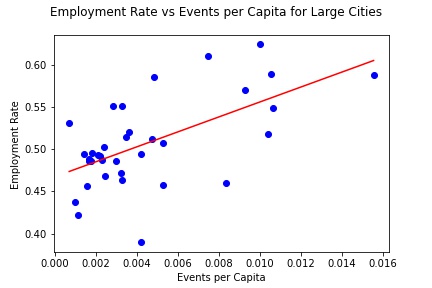 Employment Rate vs Events per Capita for Large Cities
Employment Rate
0.60
0.55
0.50
0.45
0.40
0.000 0.002 0.004 0.006 0.008 0.010 0.012 0.014 0.016
Events per Capita